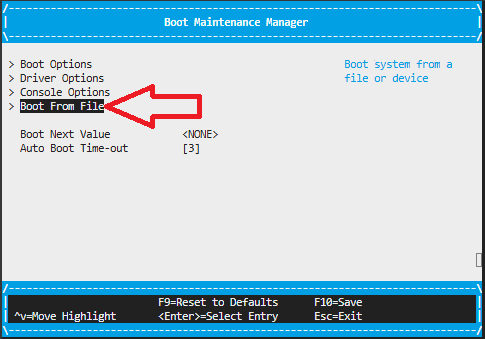 Boot Maintenance Manager
> Boot Options Boot system from a
> Driver Options file or device
> Console Options
> Boot From File
Boot Next Value <NONE>
Auto Boot Time-out [3]
F9=Reset to Defaults F10=Save
^v=Move Highlight <Enter>=Select Entry Esc=Exit